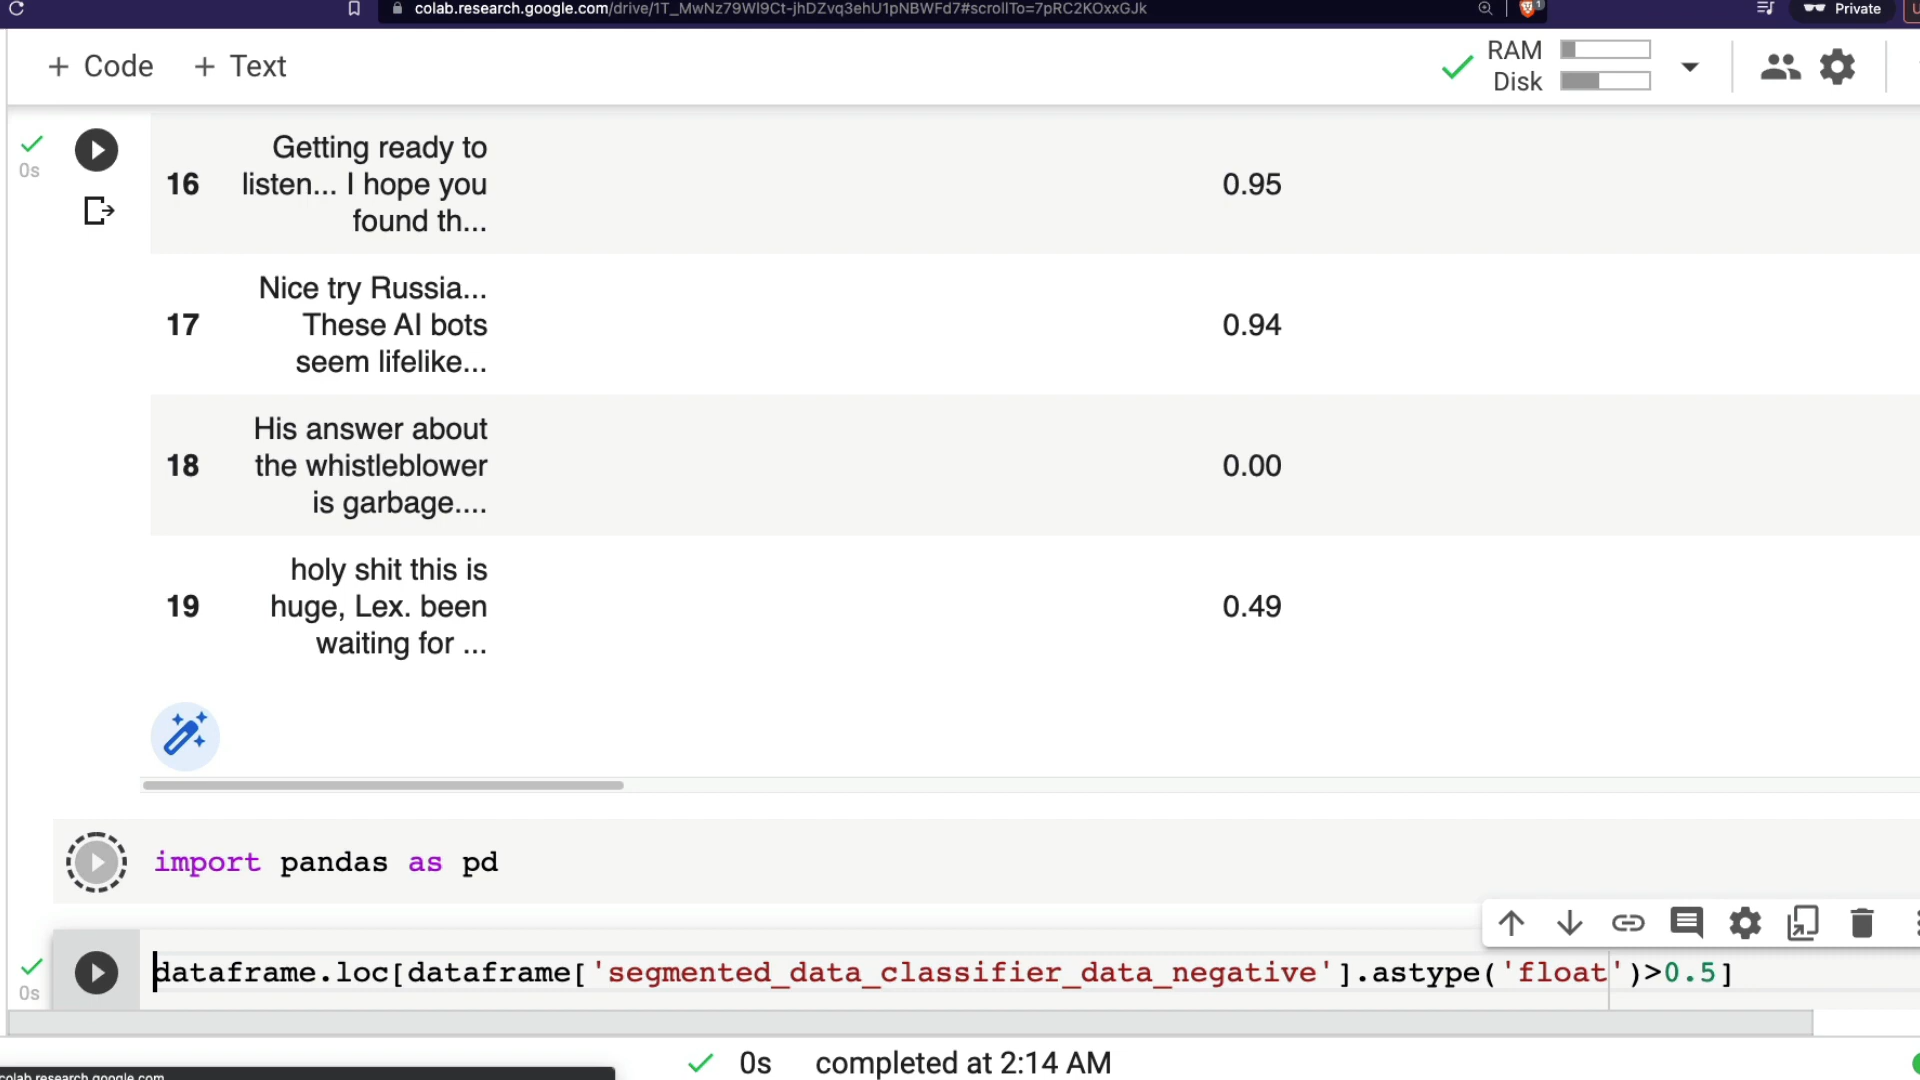 colab.research.google.com/drive/1T_MwNz79WI9Ct-jhDZvq3ehU1pNBWFd7#scrollTo=7pRC2KOxxGJk
1
Private
+ Code + Text
RAM
Disk
0s
16 Getting ready to listen... I hope you found th... 0.95
17 Nice try Russia... These AI bots seem lifelike... 0.94
18 His answer about the whistleblower is garbage.... 0.00
19 holy shit this is huge, Lex. been waiting for ... 0.49
import pandas as pd
0s
dataframe.loc[dataframe['segmented_data_classifier_data_negative'].astype('float')>0.5]
0s completed at 2:14 AM
colab.research.google.com